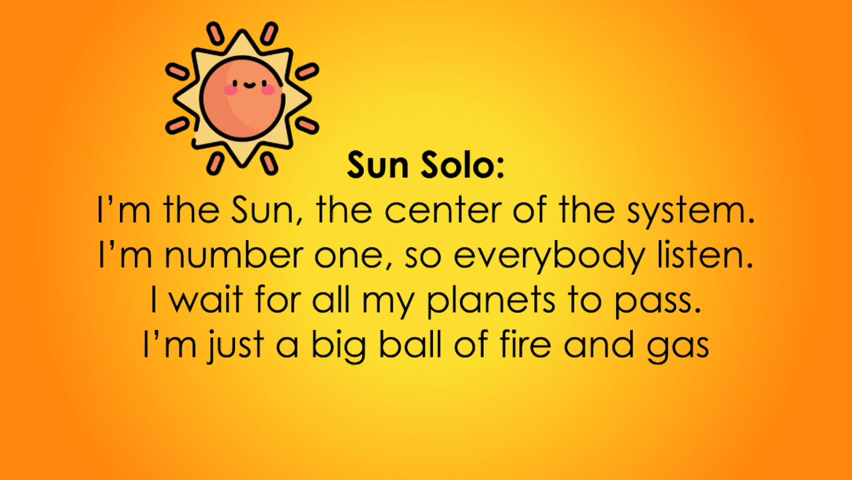 Sun Solo:
I’m the Sun, the center of the system.
I’m number one, so everybody listen.
I wait for all my planets to pass.
I’m just a big ball of fire and gas